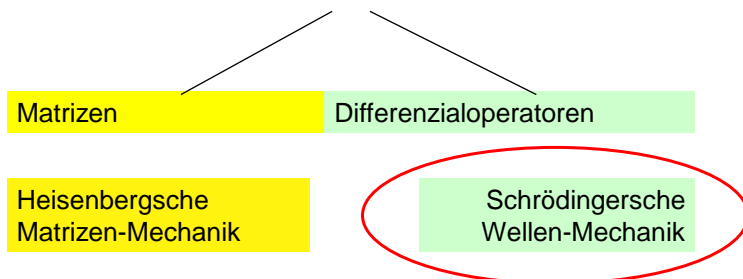 Matrizen
Differenzialoperatoren
Heisenbergsche
Matrizen-Mechanik
Schrödingersche
Wellen-Mechanik